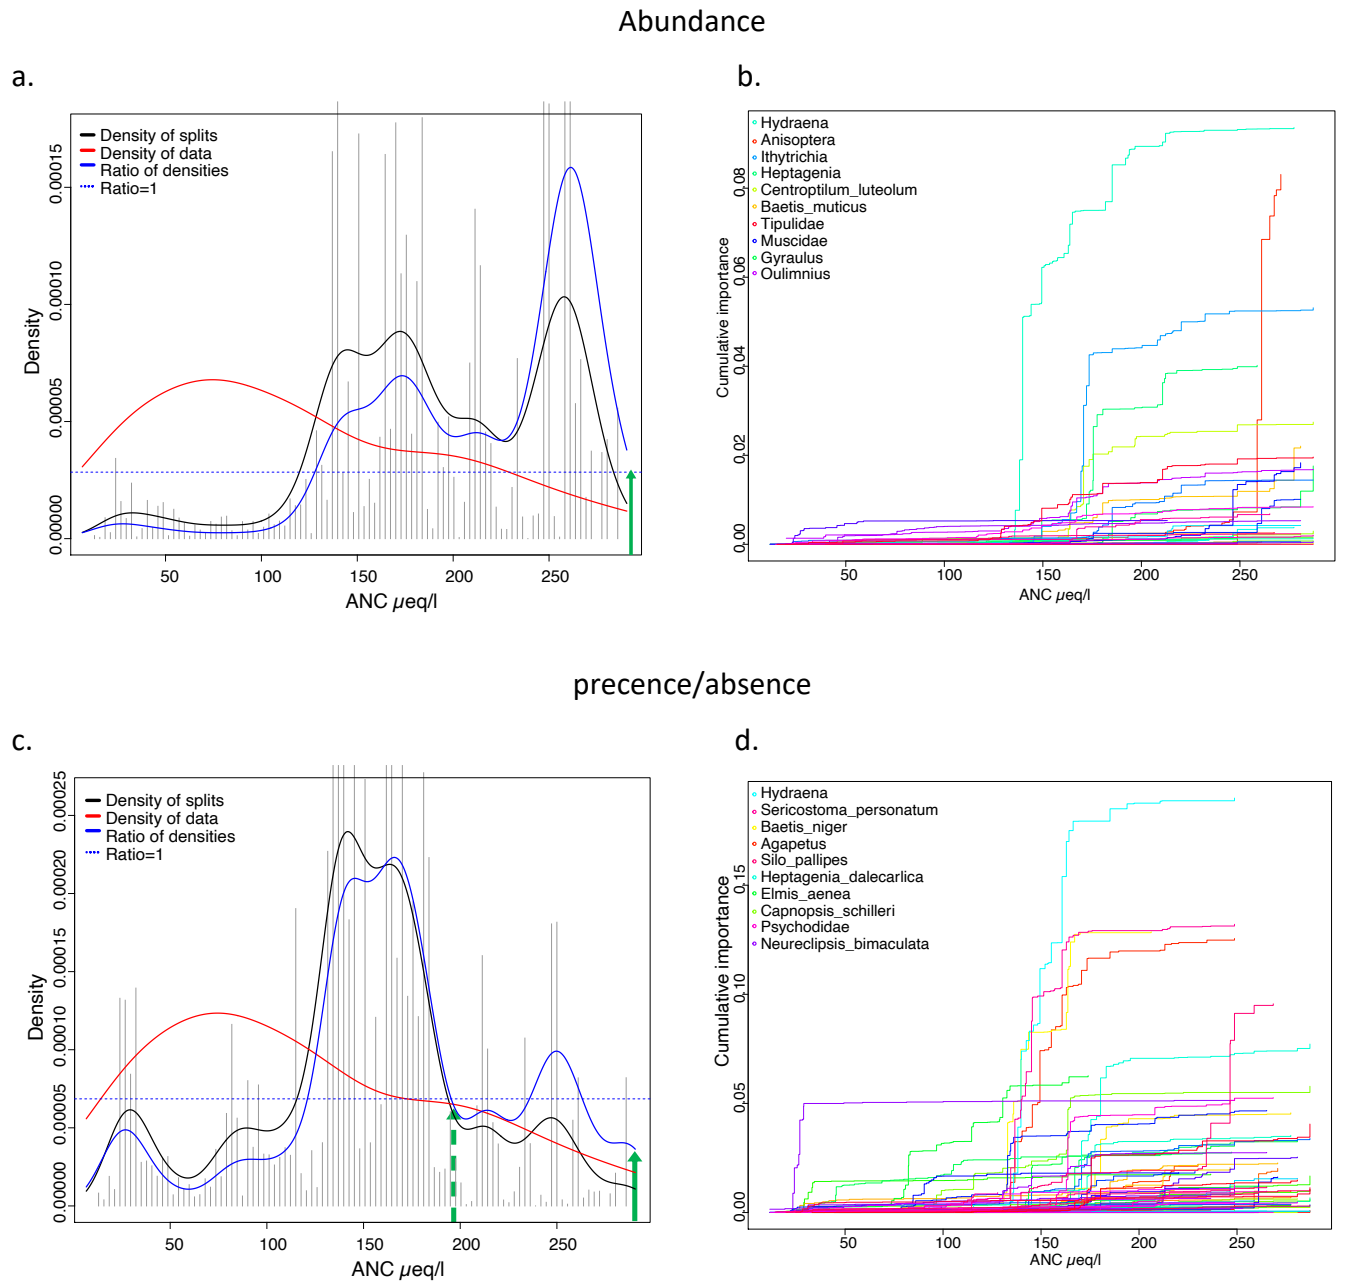 Abundance
a.
Density of splits
Density of data
Ratio of densities
Ratio=1
Density
0.00000
0.00005
0.00010
0.0015
50 100 150 200 250
ANC µeq/l
b.
Hydraena
Anisoptera
Ithytrichia
Heptagenia
Centroptilum_luteolum
Baetis_muticus
Tipulidae
Muscidae
Gyraulus
Oulimnius
Cumulative importance
0.00
0.02
0.04
0.06
0.08
50 100 150 200 250
ANC µeq/l
precence/absence
c.
Density of splits
Density of data
Ratio of densities
Ratio=1
Density
0.00000
0.00005
0.00010
0.00015
0.00020
0.00025
50 100 150 200 250
ANC µeq/l
d.
Hydraena
Sericostoma_personatum
Baetis_niger
Agapetus
Silo_pallipes
Heptagenia_dalecarlica
Elmis_aenea
Capnopsis_schilleri
Psychodidae
Neureclipsis_bimaculata
Cumulative importance
0.00
0.05
0.10
0.15
50 100 150 200 250
ANC µeq/l